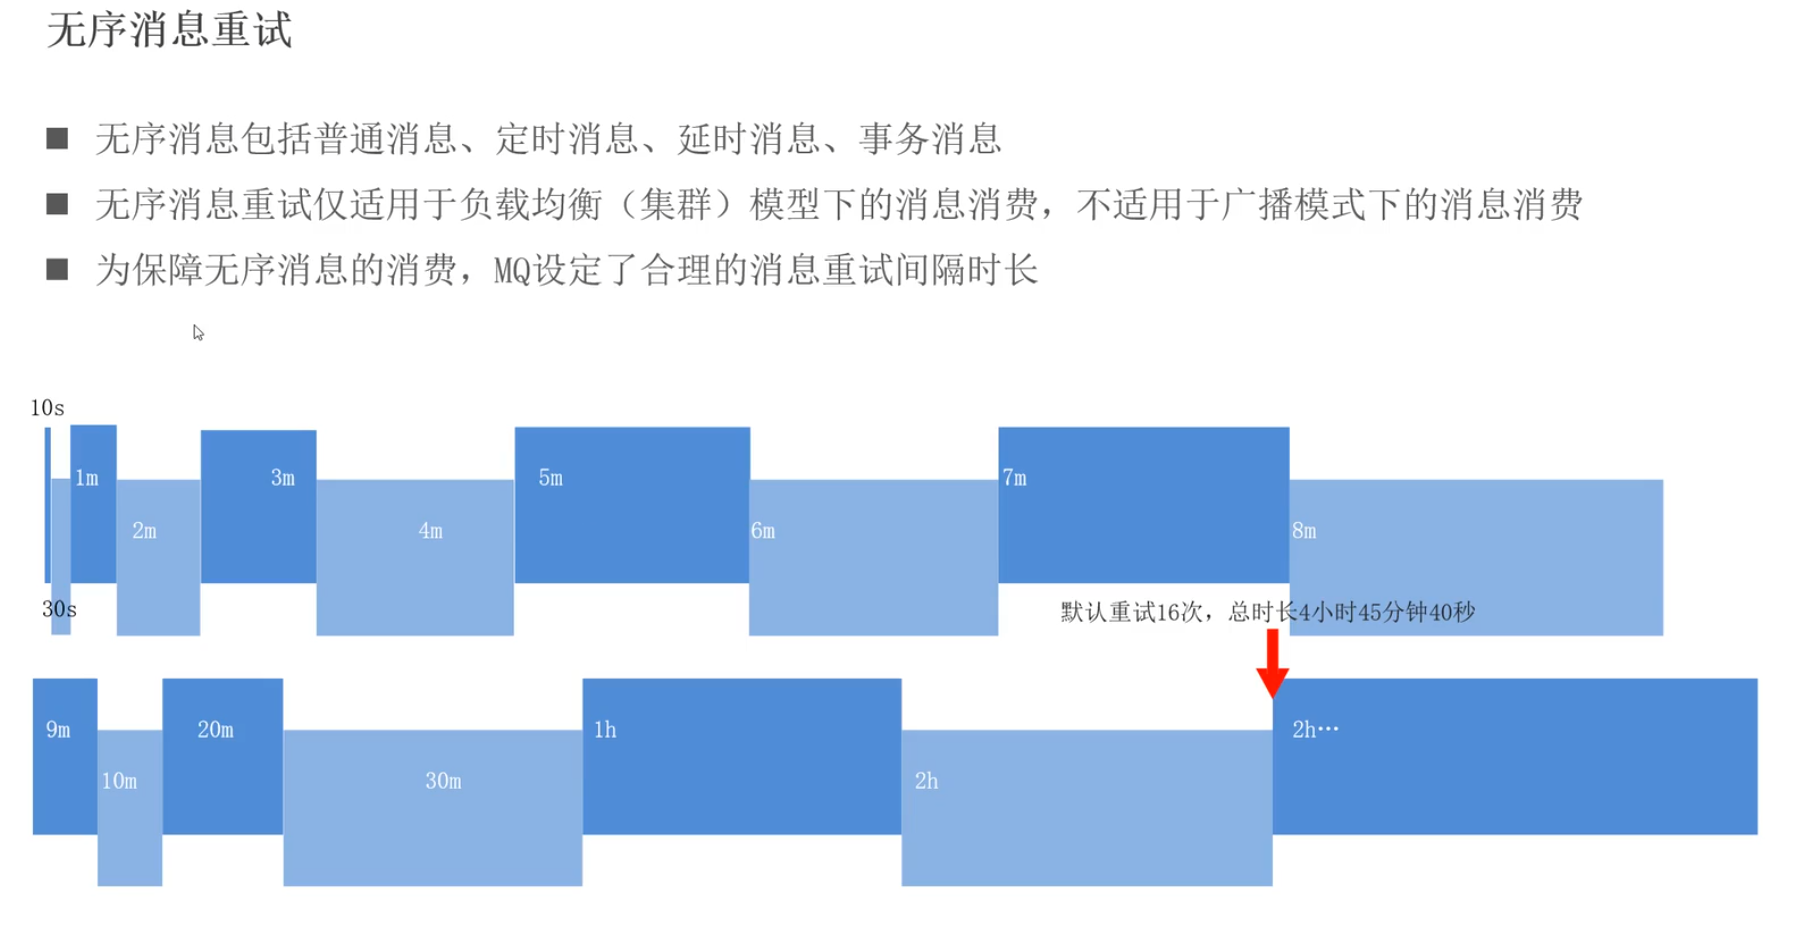 无序消息重试
无序消息包括普通消息、定时消息、延时消息、事务消息
无序消息重试仅适用于负载均衡（集群）模型下的消息消费，不适用于广播模式下的消息消费
为保障无序消息的消费，MQ设定了合理的消息重试间隔时长
10s
1m
3m
5m
7m
2m
4m
6m
8m
30s
默认重试16次，总时长4小时45分钟40秒
9m
20m
1h
2h…
10m
30m
2h